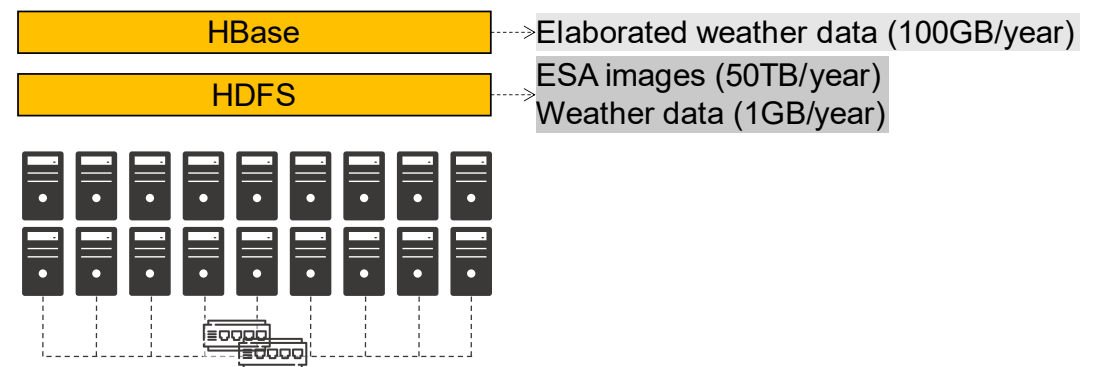 HBase
Elaborated weather data (100GB/year)
HDFS
ESA images (50TB/year)
Weather data (1GB/year)